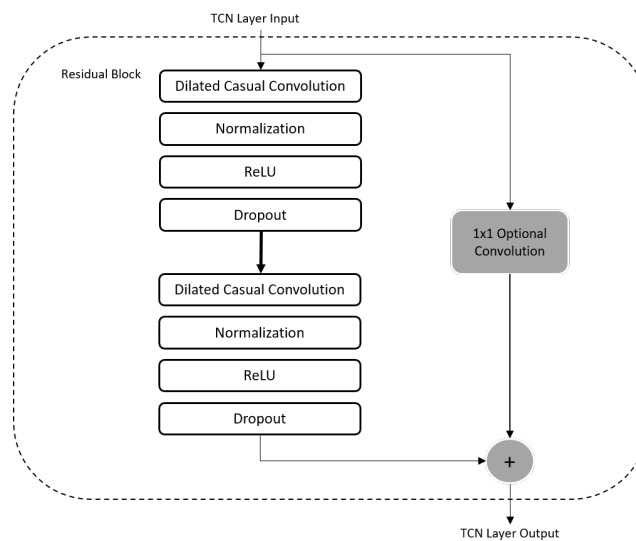 TCN Layer Input
Residual Block
Dilated Casual Convolution
Normalization
ReLU
Dropout
1x1 Optional
Convolution
Dilated Casual Convolution
Normalization
ReLU
Dropout
+
TCN Layer Output